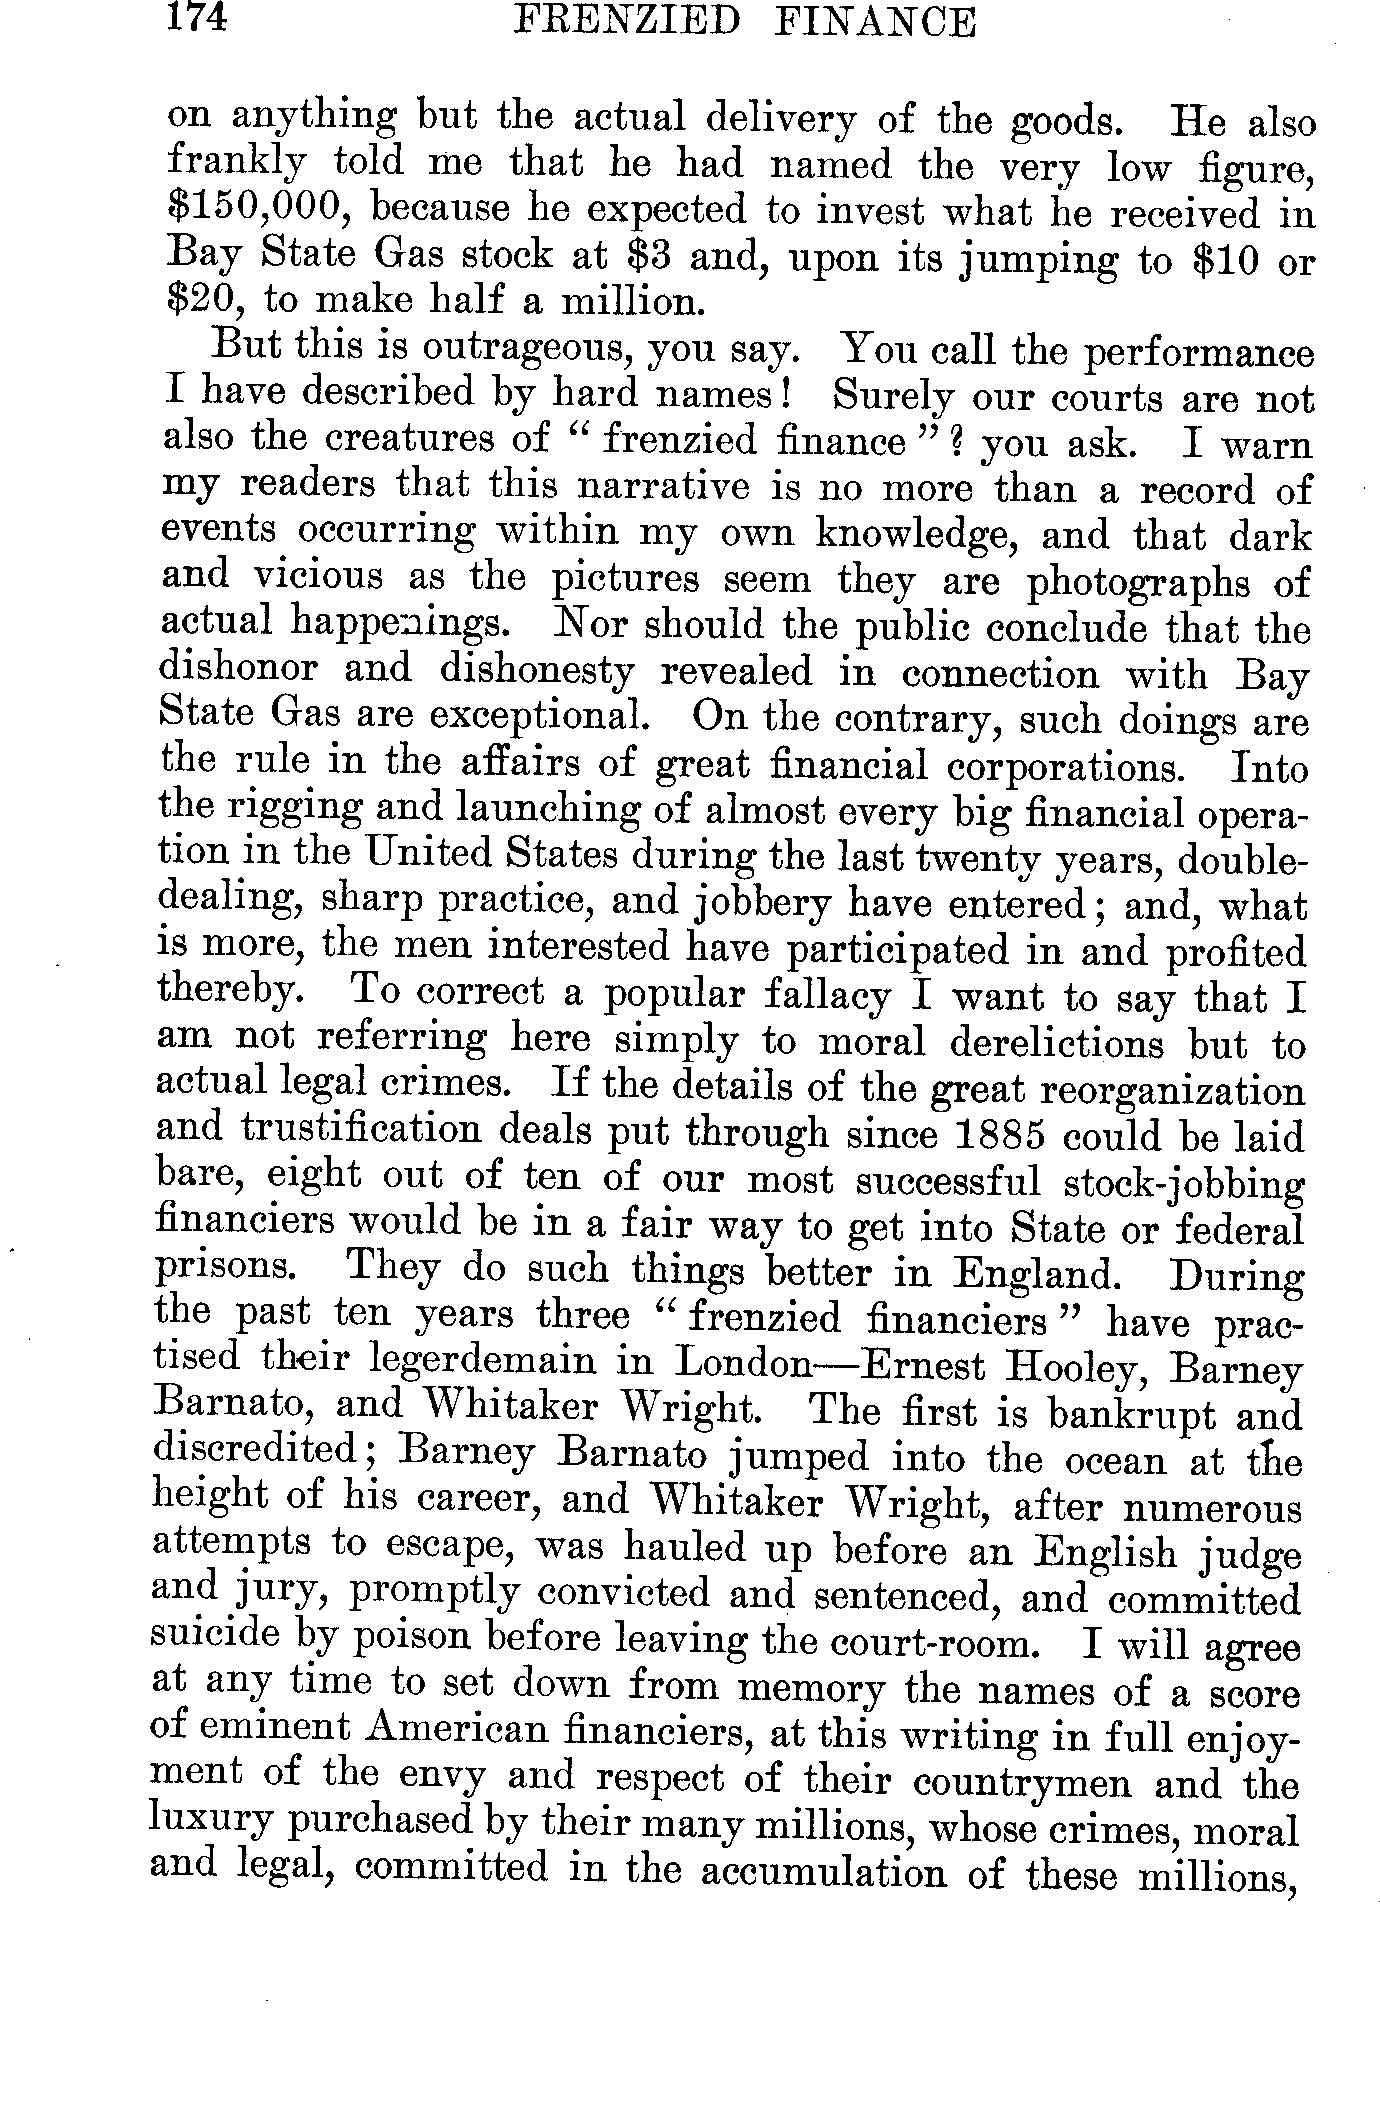 174 FRENZIED FINANCE
on anything but the actual delivery of the goods. He also
frankly told me that he had named the very low figure,
$150,000, because he expected to invest what he received in
Bay State Gas stock at $3 and, upon its jumping to $10 or
$20, to make half a million.
But this is outrageous, you say. You call the performance
I have described by hard names! Surely our courts are not
also the creatures of “ frenzied finance ”? you ask. I warn
my readers that this narrative is no more than a record of
events occurring within my own knowledge, and that dark
and vicious as the pictures seem they are photographs of
actual happenings. Nor should the public conclude that the
dishonor and dishonesty revealed in connection with Bay
State Gas are exceptional. On the contrary, such doings are
the rule in the affairs of great financial corporations. Into
the rigging and launching of almost every big financial opera-
tion in the United States during the last twenty years, double-
dealing, sharp practice, and jobbery have entered; and, what
is more, the men interested have participated in and profited
thereby. To correct a popular fallacy I want to say that I
am not referring here simply to moral derelictions but to
actual legal crimes. If the details of the great reorganization
and trustification deals put through since 1885 could be laid
bare, eight out of ten of our most successful stock-jobbing
financiers would be in a fair way to get into State or federal
prisons. They do such things better in England. During
the past ten years three “ frenzied financiers ” have prac-
tised their legerdemain in London—Ernest Hooley, Barney
Barnato, and Whitaker Wright. The first is bankrupt and
discredited; Barney Barnato jumped into the ocean at the
height of his career, and Whitaker Wright, after numerous
attempts to escape, was hauled up before an English judge
and jury, promptly convicted and sentenced, and committed
suicide by poison before leaving the court-room. I will agree
at any time to set down from memory the names of a score
of eminent American financiers, at this writing in full enjoy-
ment of the envy and respect of their countrymen and the
luxury purchased by their many millions, whose crimes, moral
and legal, committed in the accumulation of these millions,